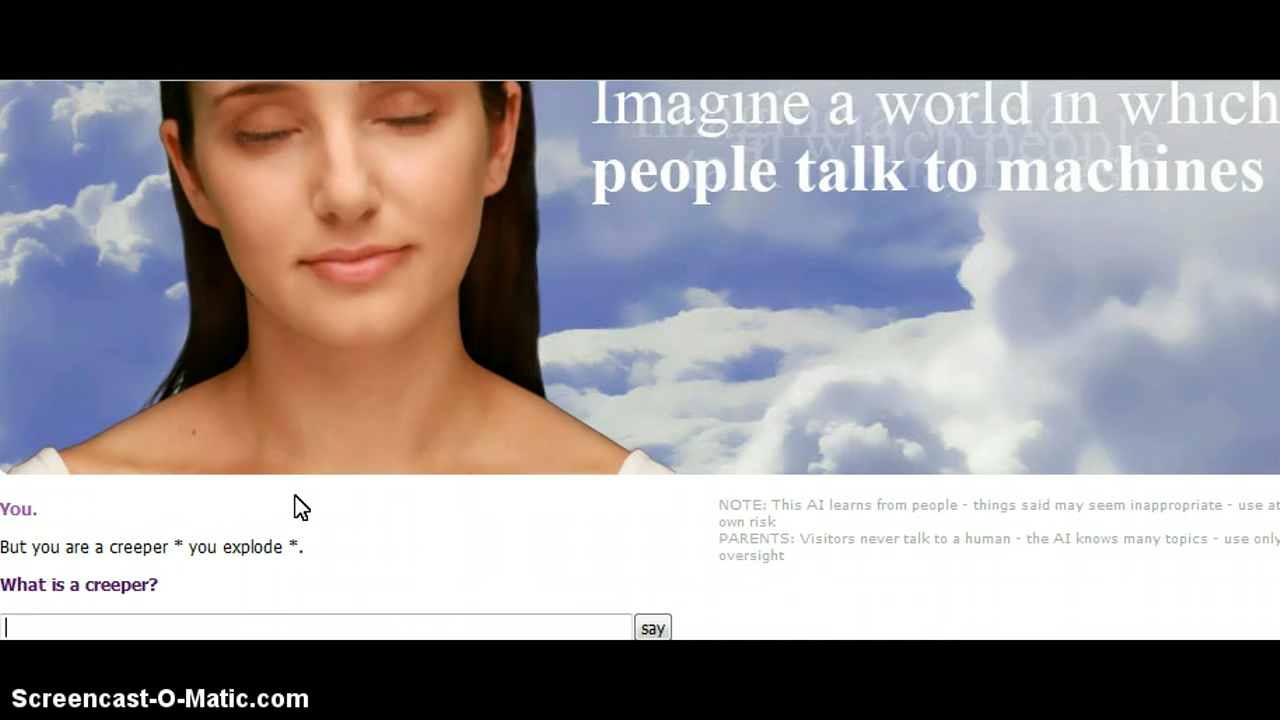 Imagine a world in which
people talk to machines
You.
But you are a creeper * you explode *.
What is a creeper?
say
NOTE: This AI learns from people - things said may seem inappropriate - use at
own risk
PARENTS: Visitors never talk to a human - the AI knows many topics - use only
oversight
Screencast-O-Matic.com